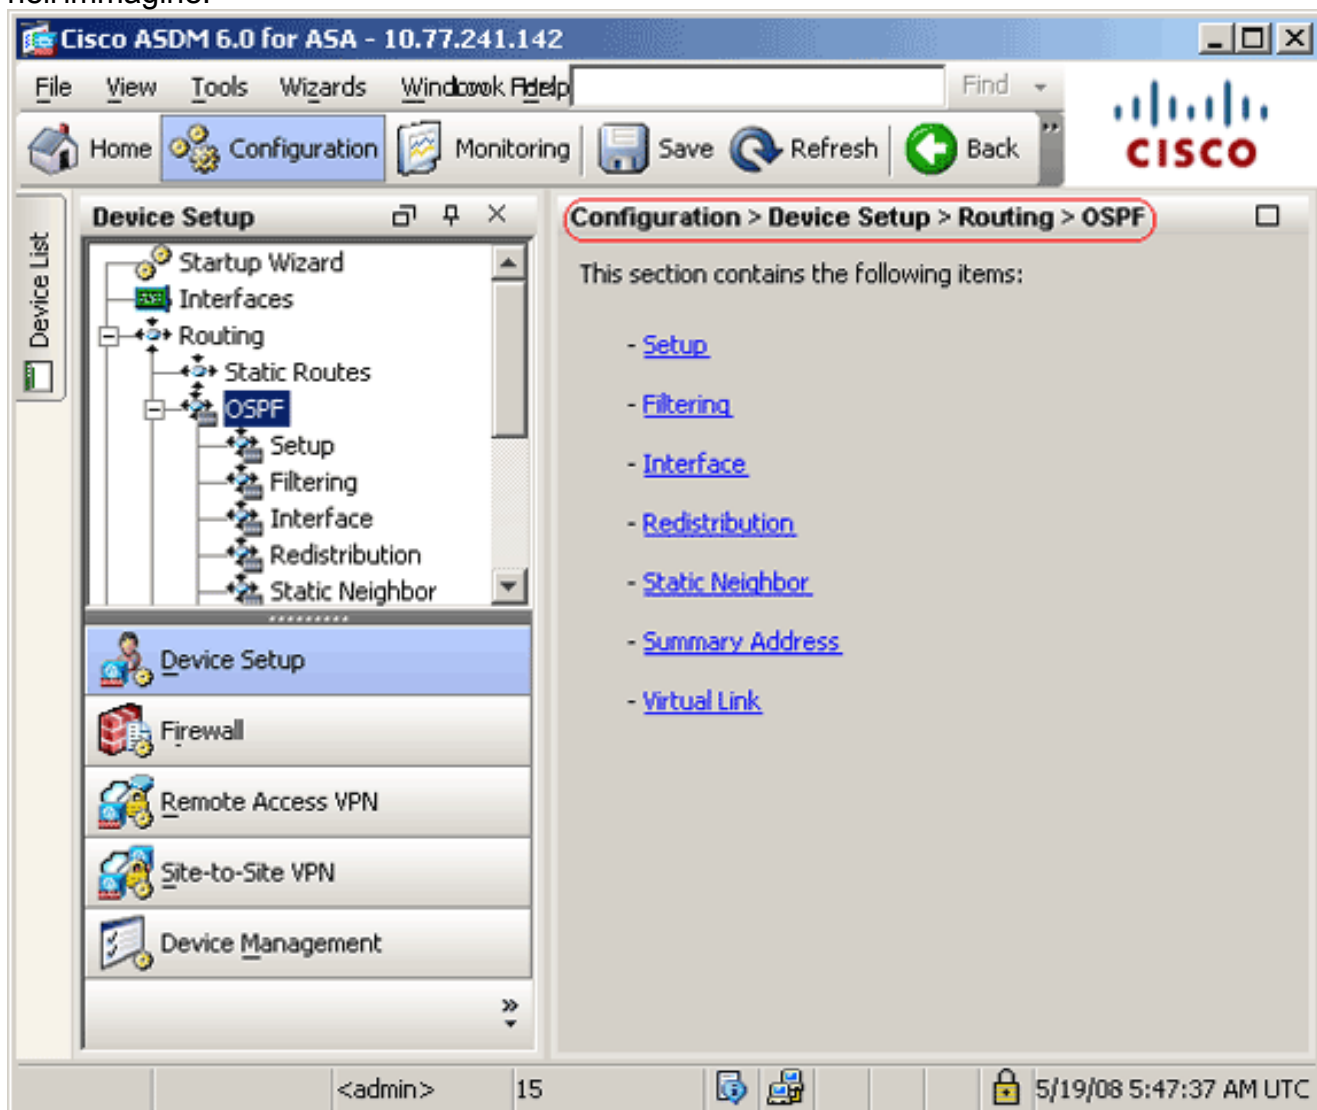 nell'immagine.
Cisco ASDM 6.0 for ASA - 10.77.241.142
File View Tools Wizards Window Help Find
Home Configuration Monitoring Save Refresh Back
CISCO
Device List
Device Setup
Startup Wizard
Interfaces
Routing
Static Routes
OSPF
Setup
Filtering
Interface
Redistribution
Static Neighbor
Device Setup
Firewall
Remote Access VPN
Site-to-Site VPN
Device Management
Configuration > Device Setup > Routing > OSPF
This section contains the following items:
- Setup
- Filtering
- Interface
- Redistribution
- Static Neighbor
- Summary Address
- Virtual Link
<admin> 15 5/19/08 5:47:37 AM UTC